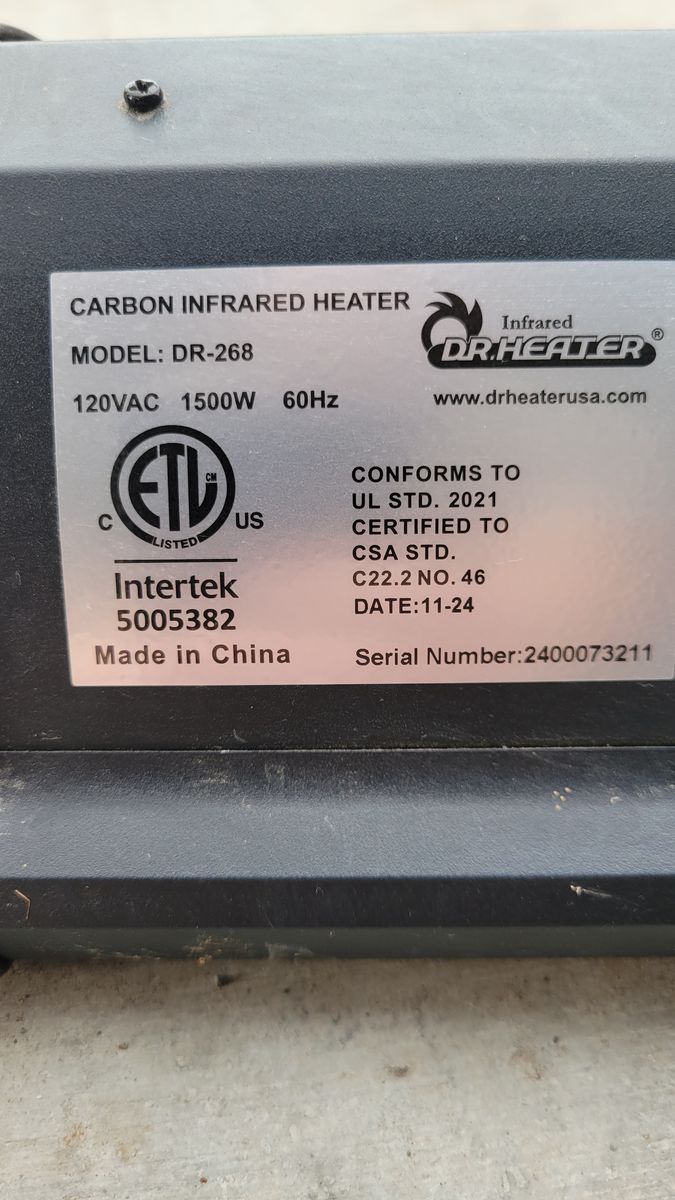 CARBON INFRARED HEATER
Infrared
DR.HEATER®
MODEL: DR-268
120VAC 1500W 60Hz
www.drheaterusa.com
ETL CM
C US
LISTED
Intertek
5005382
Made in China
CONFORMS TO
UL STD. 2021
CERTIFIED TO
CSA STD.
C22.2 NO. 46
DATE:11-24
Serial Number:2400073211